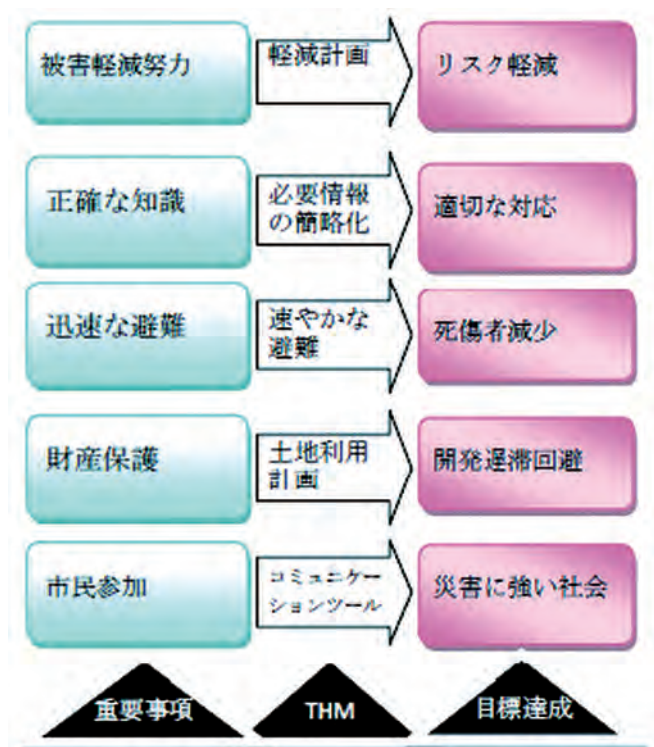 被害軽減努力
軽減計画
リスク軽減
正確な知識
必要情報
の簡略化
適切な対応
迅速な避難
速やかな
避難
死傷者減少
財産保護
土地利用
計画
開発遅滞回避
市民参加
コミュニケー
ションツール
災害に強い社会
重要事項
THM
目標達成